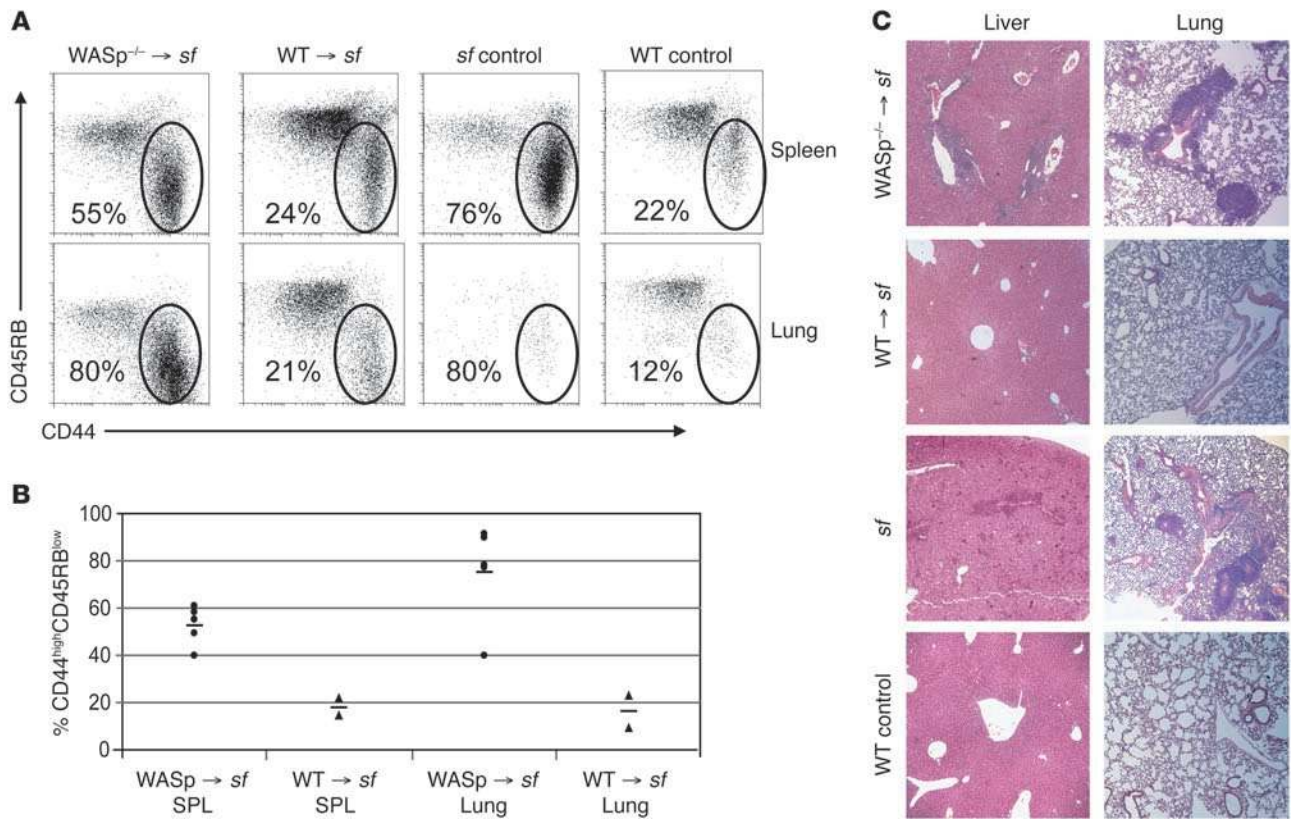 A
WASp⁻/⁻ → sf
WT → sf
sf control
WT control
55%
24%
76%
22%
Spleen
80%
21%
80%
12%
Lung
CD45RB
CD44
B
100
80
60
40
20
0
% CD44highCD45RBlow
WASp → sf
SPL
WT → sf
SPL
WASp → sf
Lung
WT → sf
Lung
C
Liver
Lung
WASp⁻/⁻ → sf
WT → sf
sf
WT control